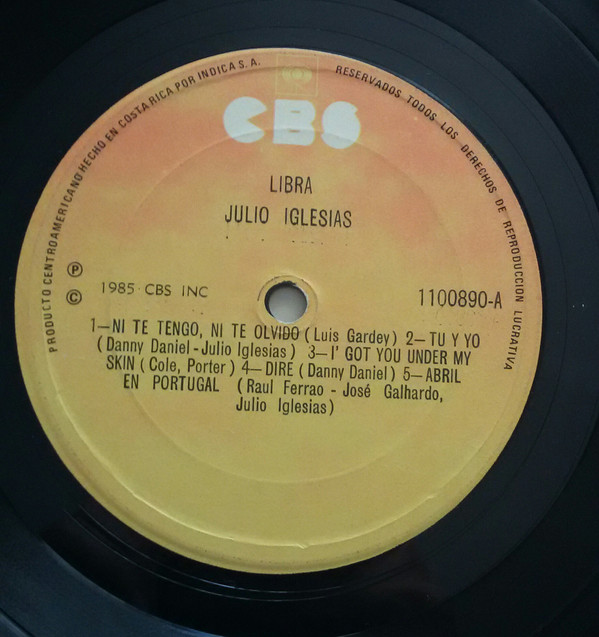 PRODUCTO CENTROAMERICANO HECHO EN COSTA RICA POR INDICA S.A.
RESERVADOS TODOS LOS DERECHOS DE REPRODUCCION LUCRATIVA
CBS
LIBRA
JULIO IGLESIAS
Ⓟ
© 1985 CBS INC
1100890-A
1—NI TE TENGO, NI TE OLVIDO (Luis Gardey) 2—TU Y YO
(Danny Daniel-Julio Iglesias) 3—I' GOT YOU UNDER MY
SKIN (Cole, Porter) 4—DIRE (Danny Daniel) 5—ABRIL
EN PORTUGAL (Raul Ferrao - José Galhardo,
Julio Iglesias)